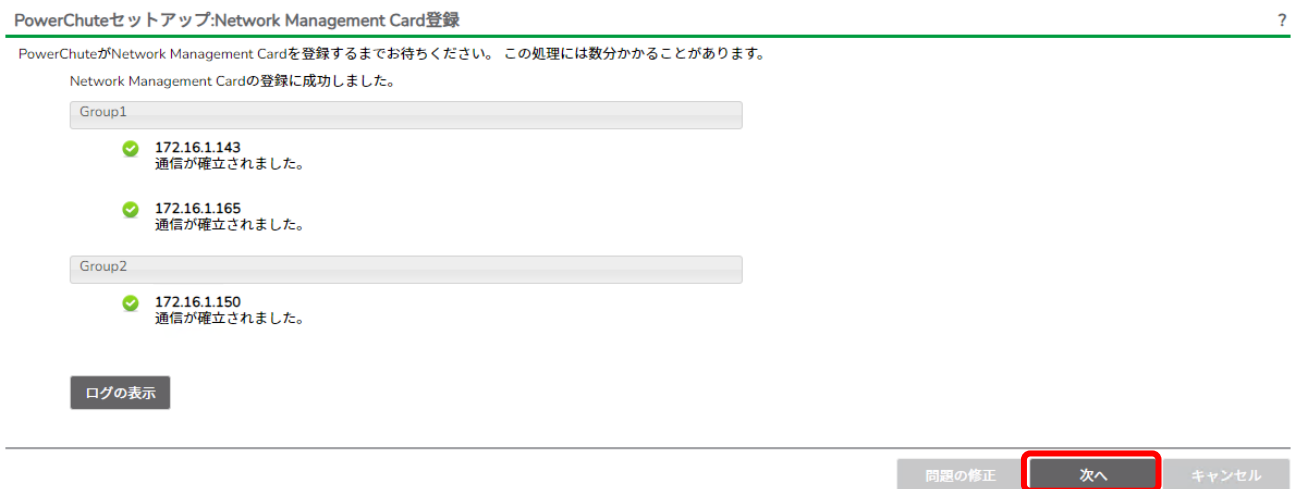 PowerChuteセットアップ:Network Management Card登録
?
PowerChuteがNetwork Management Cardを登録するまでお待ちください。 この処理には数分かかることがあります。
Network Management Cardの登録に成功しました。
Group1
172.16.1.143
通信が確立されました。
172.16.1.165
通信が確立されました。
Group2
172.16.1.150
通信が確立されました。
ログの表示
問題の修正
次へ
キャンセル